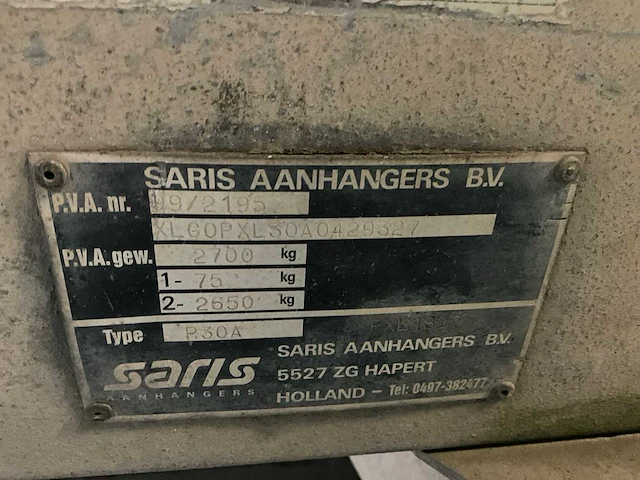 SARIS AANHANGERS B.V.
P.V.A. nr. 99/2195
XLG0PXL30A0429327
P.V.A. gew. 2700 kg
1- 75 kg
2- 2650 kg
Type P30A
saris
AANHANGERS
SARIS AANHANGERS B.V.
5527 ZG HAPERT
HOLLAND - Tel: 0497-382477